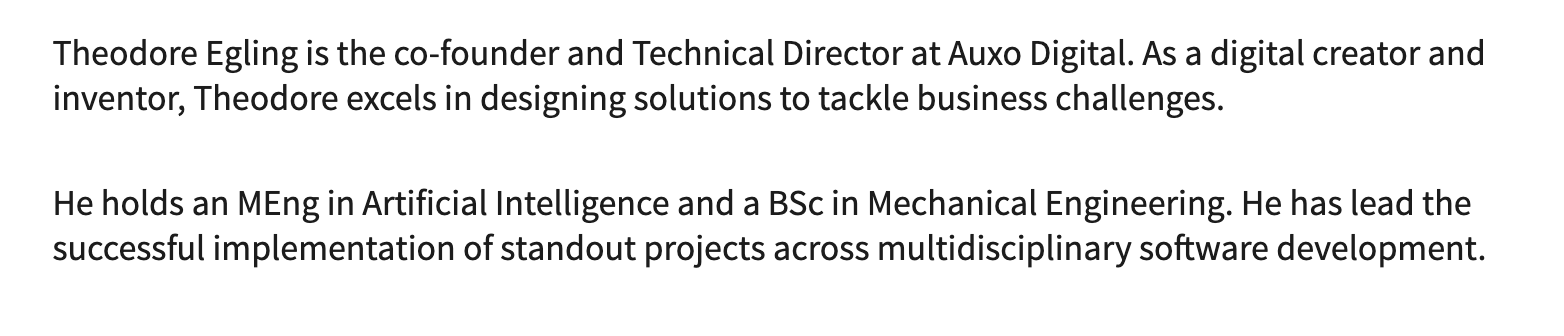 Theodore Egling is the co-founder and Technical Director at Auxo Digital. As a digital creator and
inventor, Theodore excels in designing solutions to tackle business challenges.
He holds an MEng in Artificial Intelligence and a BSc in Mechanical Engineering. He has lead the
successful implementation of standout projects across multidisciplinary software development.